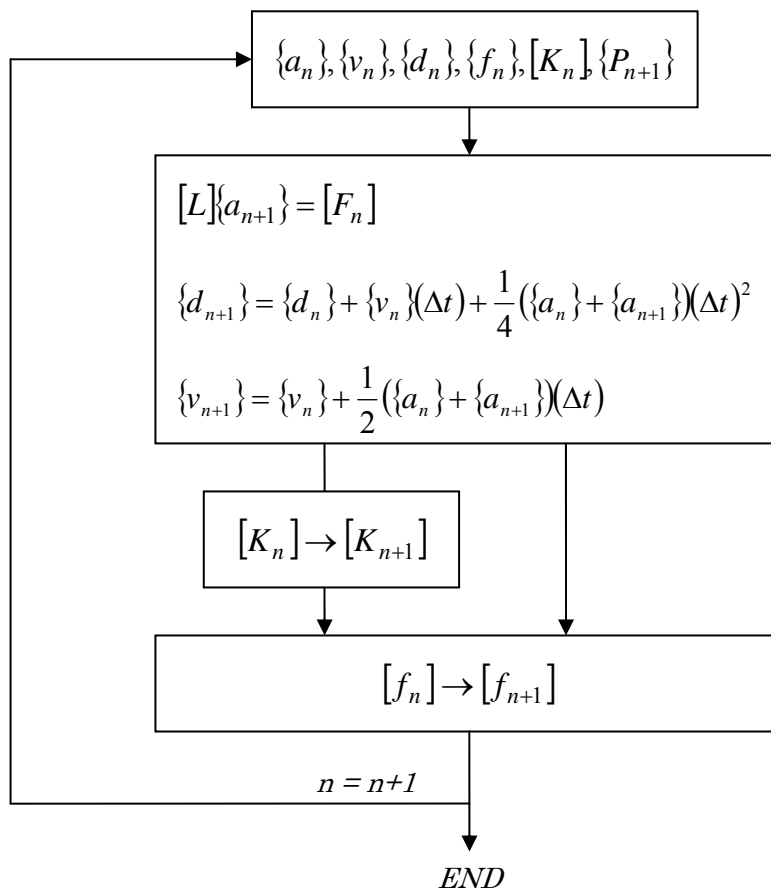 {a_n},{v_n},{d_n},{f_n},[K_n],{P_{n+1}}
[L]{a_{n+1}}=[F_n]
{d_{n+1}}={d_n}+{v_n}(Δt)+\frac{1}{4}({a_n}+{a_{n+1}})(Δt)^2
{v_{n+1}}={v_n}+\frac{1}{2}({a_n}+{a_{n+1}})(Δt)
[K_n]→[K_{n+1}]
[f_n]→[f_{n+1}]
n = n+1
END